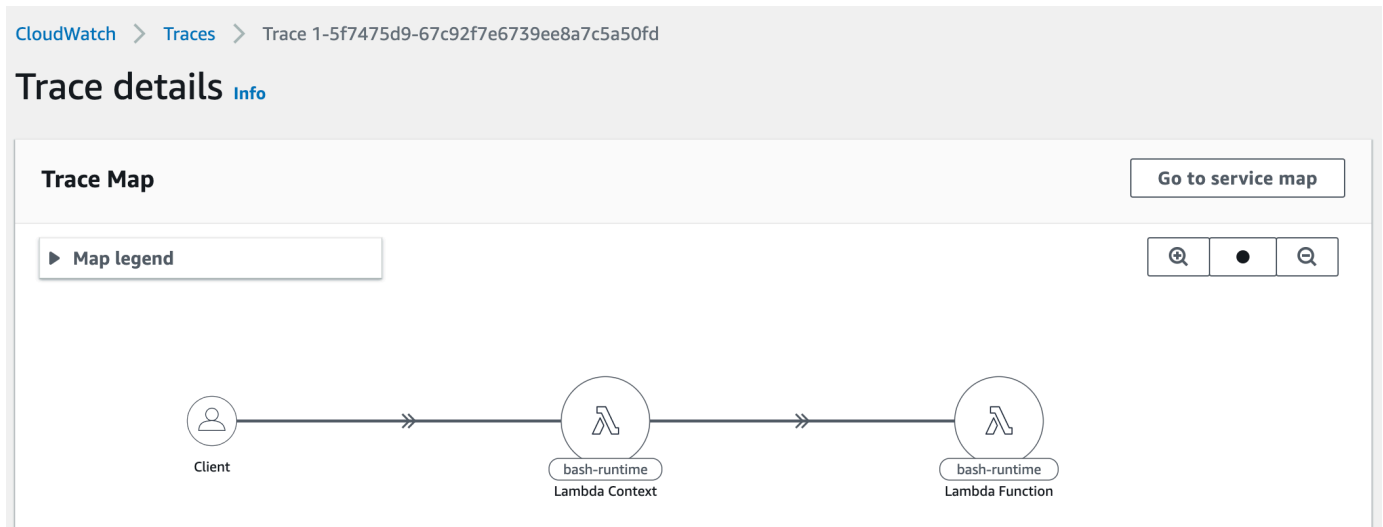 CloudWatch > Traces > Trace 1-5f7475d9-67c92f7e6739ee8a7c5a50fd
Trace details Info
Trace Map
Go to service map
Map legend
Client
bash-runtime
Lambda Context
bash-runtime
Lambda Function